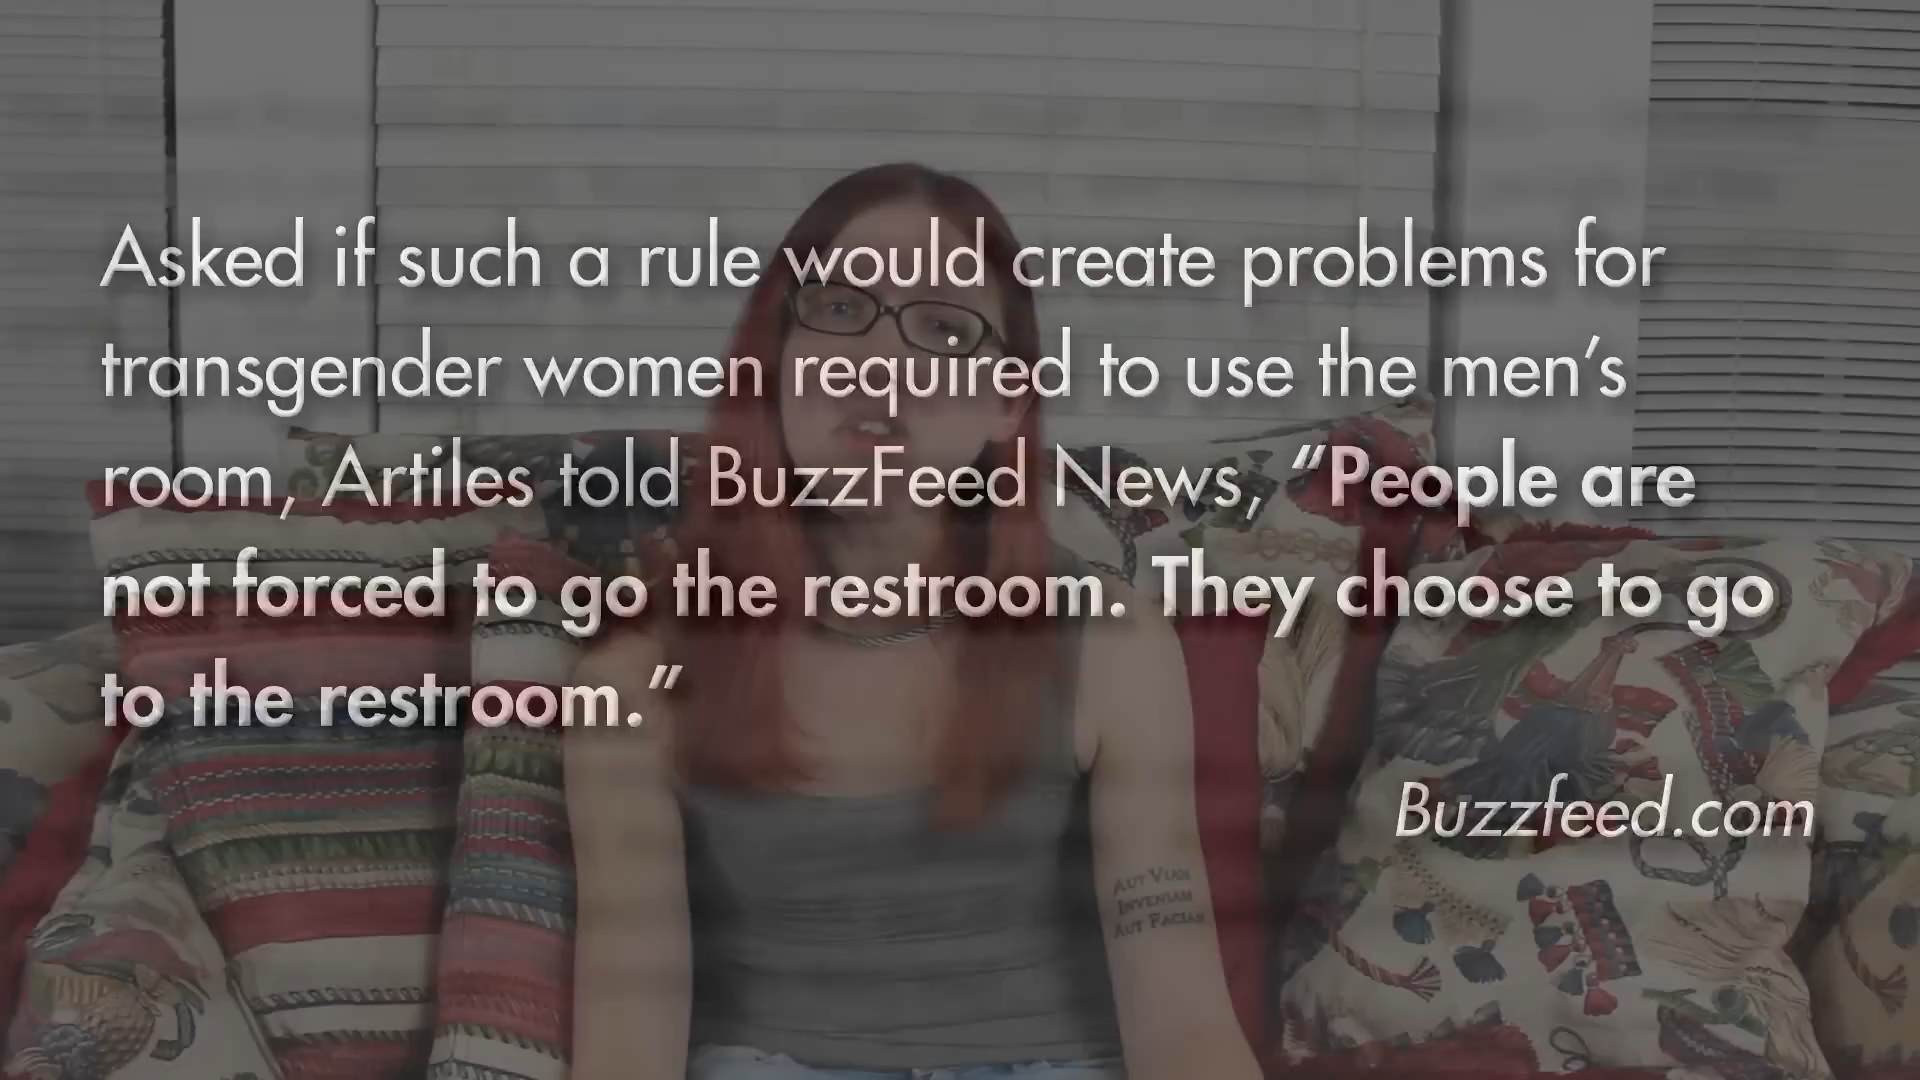 Asked if such a rule would create problems for
transgender women required to use the men's
room, Artiles told BuzzFeed News, “People are
not forced to go the restroom. They choose to go
to the restroom.”
Buzzfeed.com
AUT VIAM
INVENIAM
AUT FACIAM